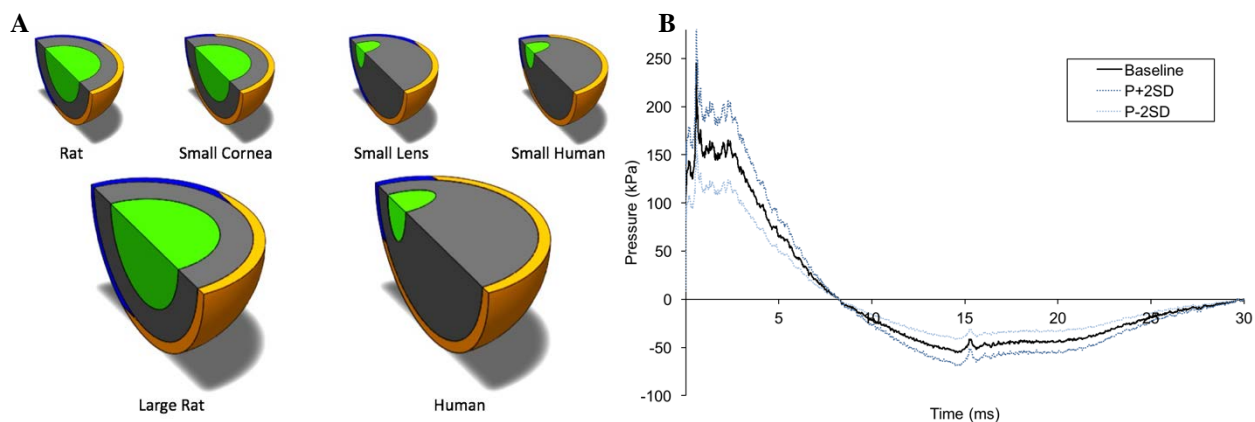 A
Rat
Small Cornea
Small Lens
Small Human
Large Rat
Human
B
250
200
150
100
50
0
-50
-100
5
10
15
20
25
30
Pressure (kPa)
Time (ms)
Baseline
P+2SD
P-2SD